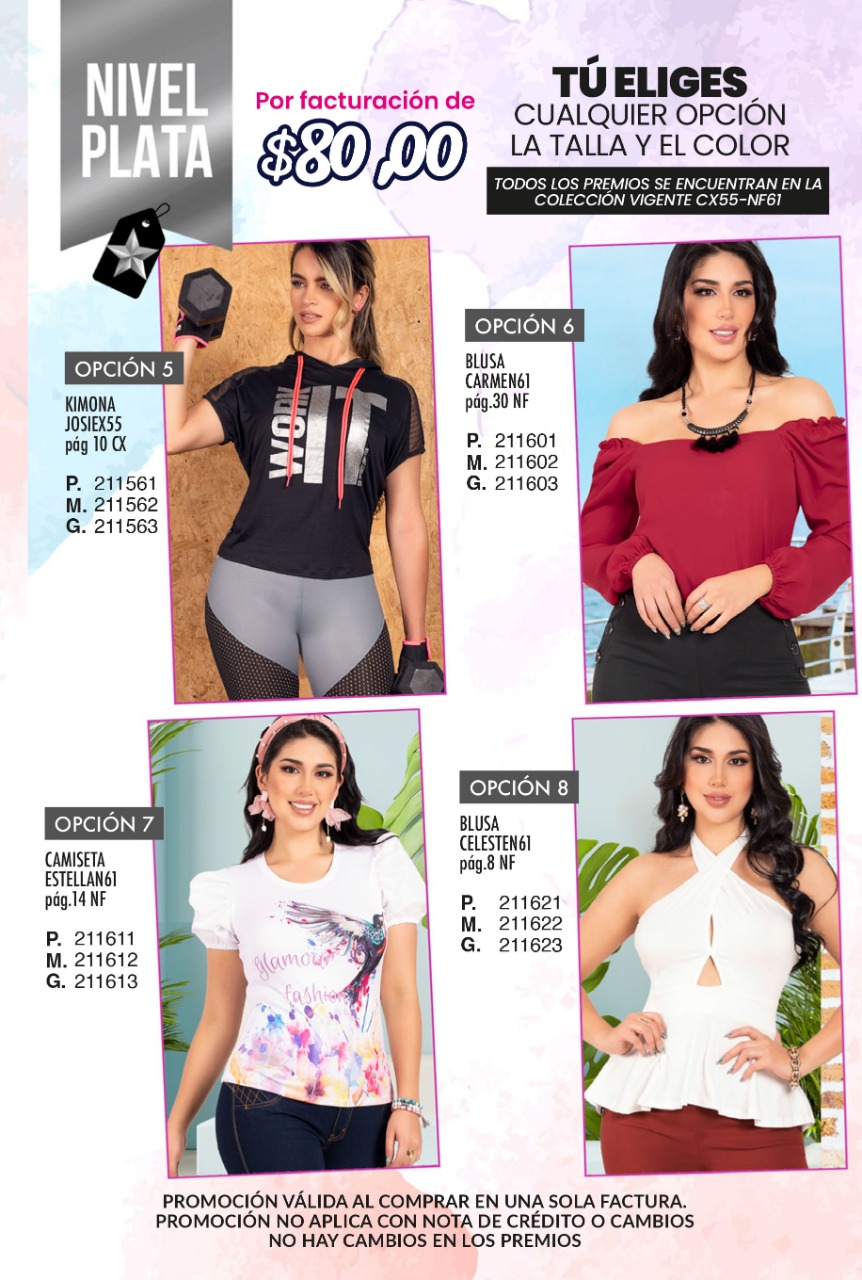 NIVEL
PLATA
Por facturación de
$80,00
TÚ ELIGES
CUALQUIER OPCIÓN
LA TALLA Y EL COLOR
TODOS LOS PREMIOS SE ENCUENTRAN EN LA
COLECCIÓN VIGENTE CX55-NF61
OPCIÓN 5
KIMONA
JOSIEX55
pág 10 CX
P. 211561
M. 211562
G. 211563
WORK
IT
OPCIÓN 6
BLUSA
CARMEN61
pág.30 NF
P. 211601
M. 211602
G. 211603
OPCIÓN 7
CAMISETA
ESTELLAN61
pág.14 NF
P. 211611
M. 211612
G. 211613
glamour
fashion
OPCIÓN 8
BLUSA
CELESTEN61
pág.8 NF
P. 211621
M. 211622
G. 211623
PROMOCIÓN VÁLIDA AL COMPRAR EN UNA SOLA FACTURA.
PROMOCIÓN NO APLICA CON NOTA DE CRÉDITO O CAMBIOS
NO HAY CAMBIOS EN LOS PREMIOS